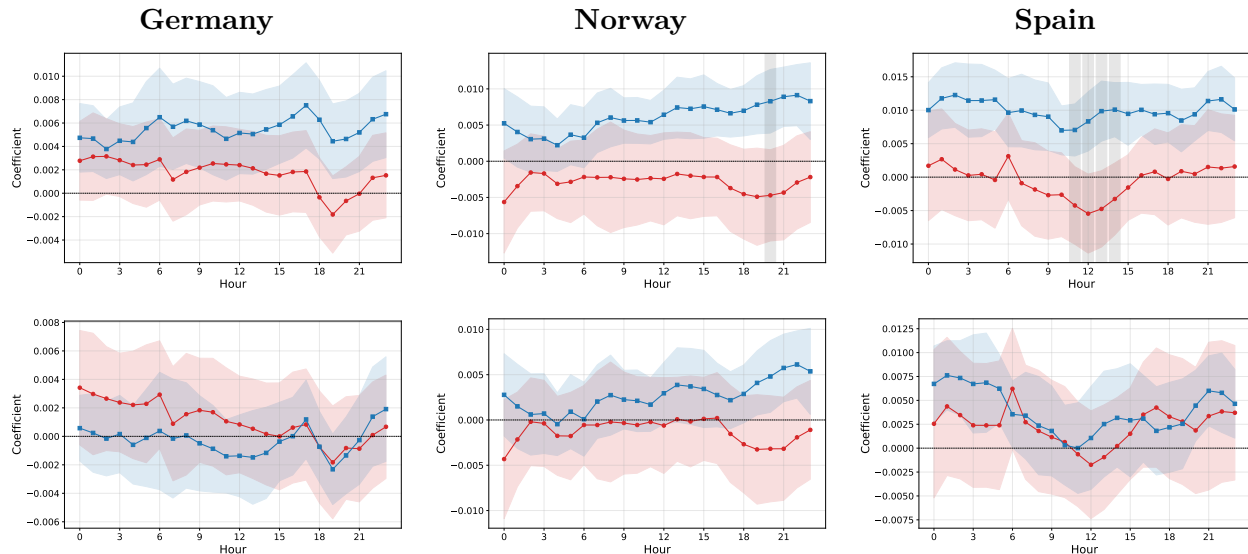 Germany
Norway
Spain
Coefficient
0.010
0.008
0.006
0.004
0.002
0.000
−0.002
−0.004
0 3 6 9 12 15 18 21
Hour
Coefficient
0.010
0.005
0.000
−0.005
−0.010
0 3 6 9 12 15 18 21
Hour
Coefficient
0.015
0.010
0.005
0.000
−0.005
−0.010
0 3 6 9 12 15 18 21
Hour
Coefficient
0.008
0.006
0.004
0.002
0.000
−0.002
−0.004
−0.006
0 3 6 9 12 15 18 21
Hour
Coefficient
0.010
0.005
0.000
−0.005
−0.010
0 3 6 9 12 15 18 21
Hour
Coefficient
0.0125
0.0100
0.0075
0.0050
0.0025
0.0000
−0.0025
−0.0050
−0.0075
0 3 6 9 12 15 18 21
Hour